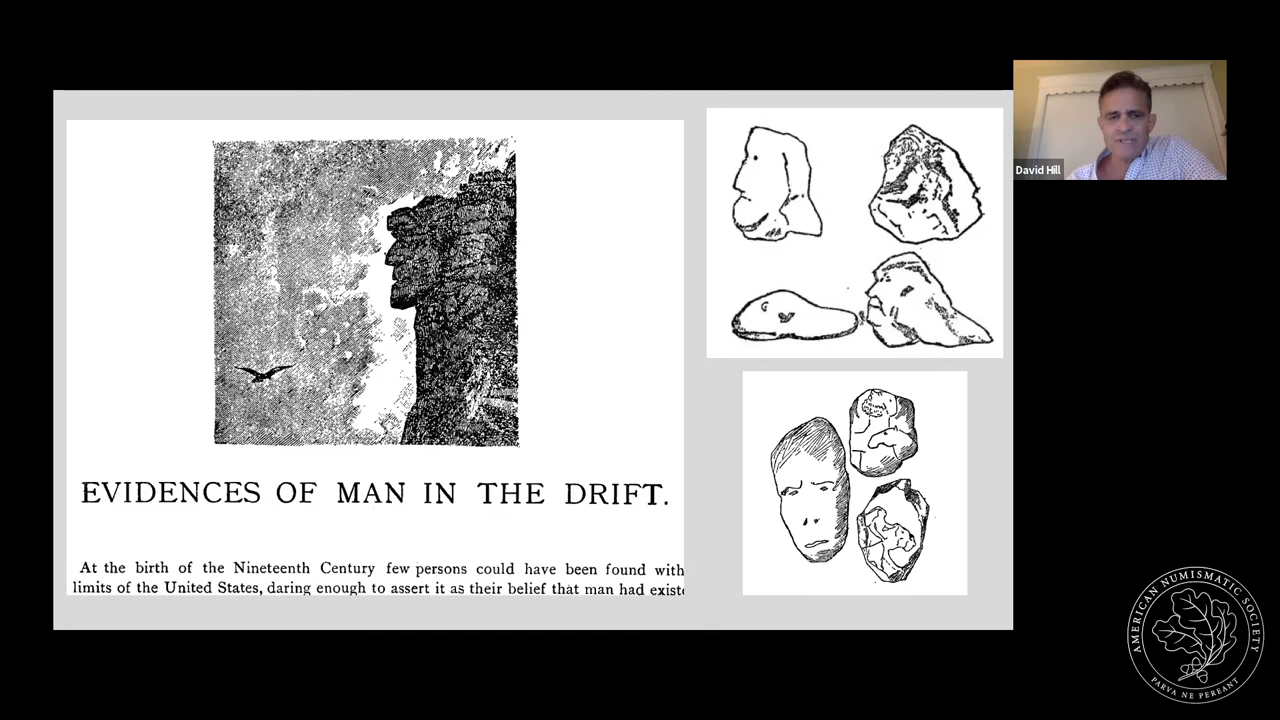 EVIDENCES OF MAN IN THE DRIFT.
At the birth of the Nineteenth Century few persons could have been found with
limits of the United States, daring enough to assert it as their belief that man had existe
David Hill
AMERICAN NUMISMATIC SOCIETY
PARVA NE PEREANT